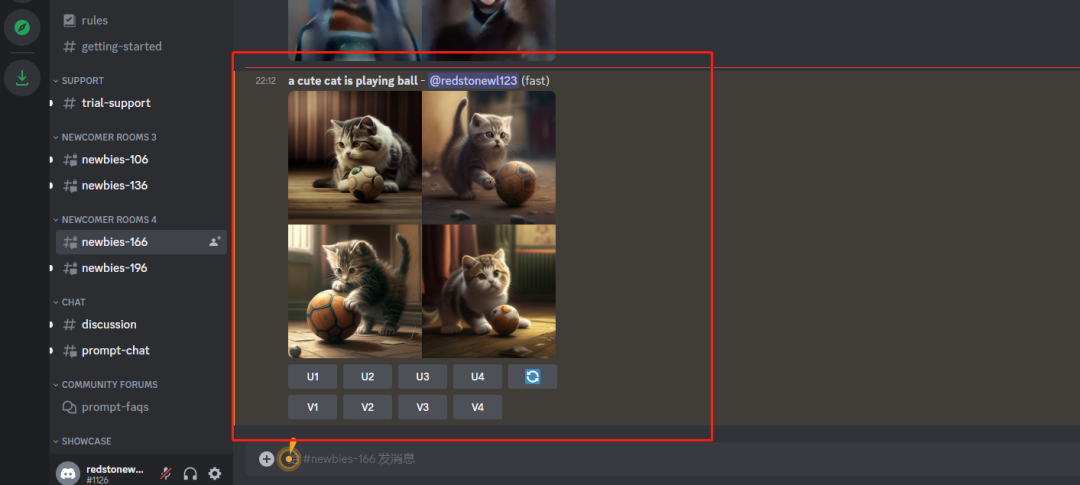 rules
getting-started
SUPPORT
trial-support
NEWCOMER ROOMS 3
newbies-106
newbies-136
NEWCOMER ROOMS 4
newbies-166
newbies-196
CHAT
discussion
prompt-chat
COMMUNITY FORUMS
prompt-faqs
SHOWCASE
redstonew...
#1126
22:12 a cute cat is playing ball - @redstonewl123 (fast)
U1 U2 U3 U4
V1 V2 V3 V4
#newbies-166 发消息